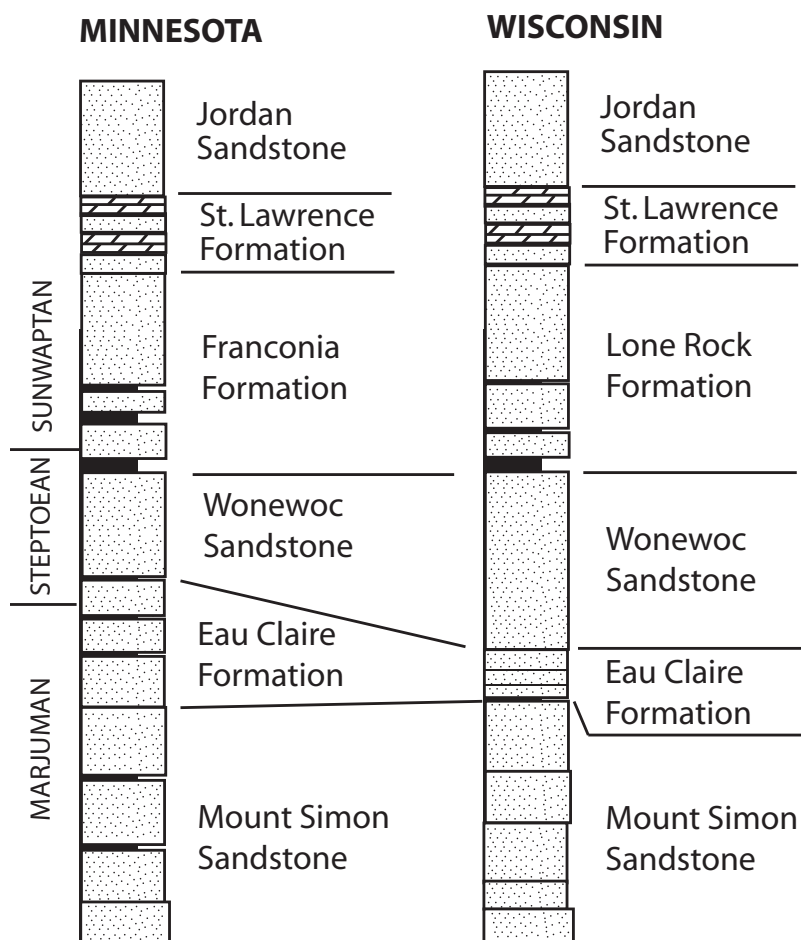 MINNESOTA
WISCONSIN
Jordan
Sandstone
St. Lawrence
Formation
Franconia
Formation
Wonewoc
Sandstone
Eau Claire
Formation
Mount Simon
Sandstone
SUNWAPTAN
STEPTOEAN
MARJUMAN
Jordan
Sandstone
St. Lawrence
Formation
Lone Rock
Formation
Wonewoc
Sandstone
Eau Claire
Formation
Mount Simon
Sandstone